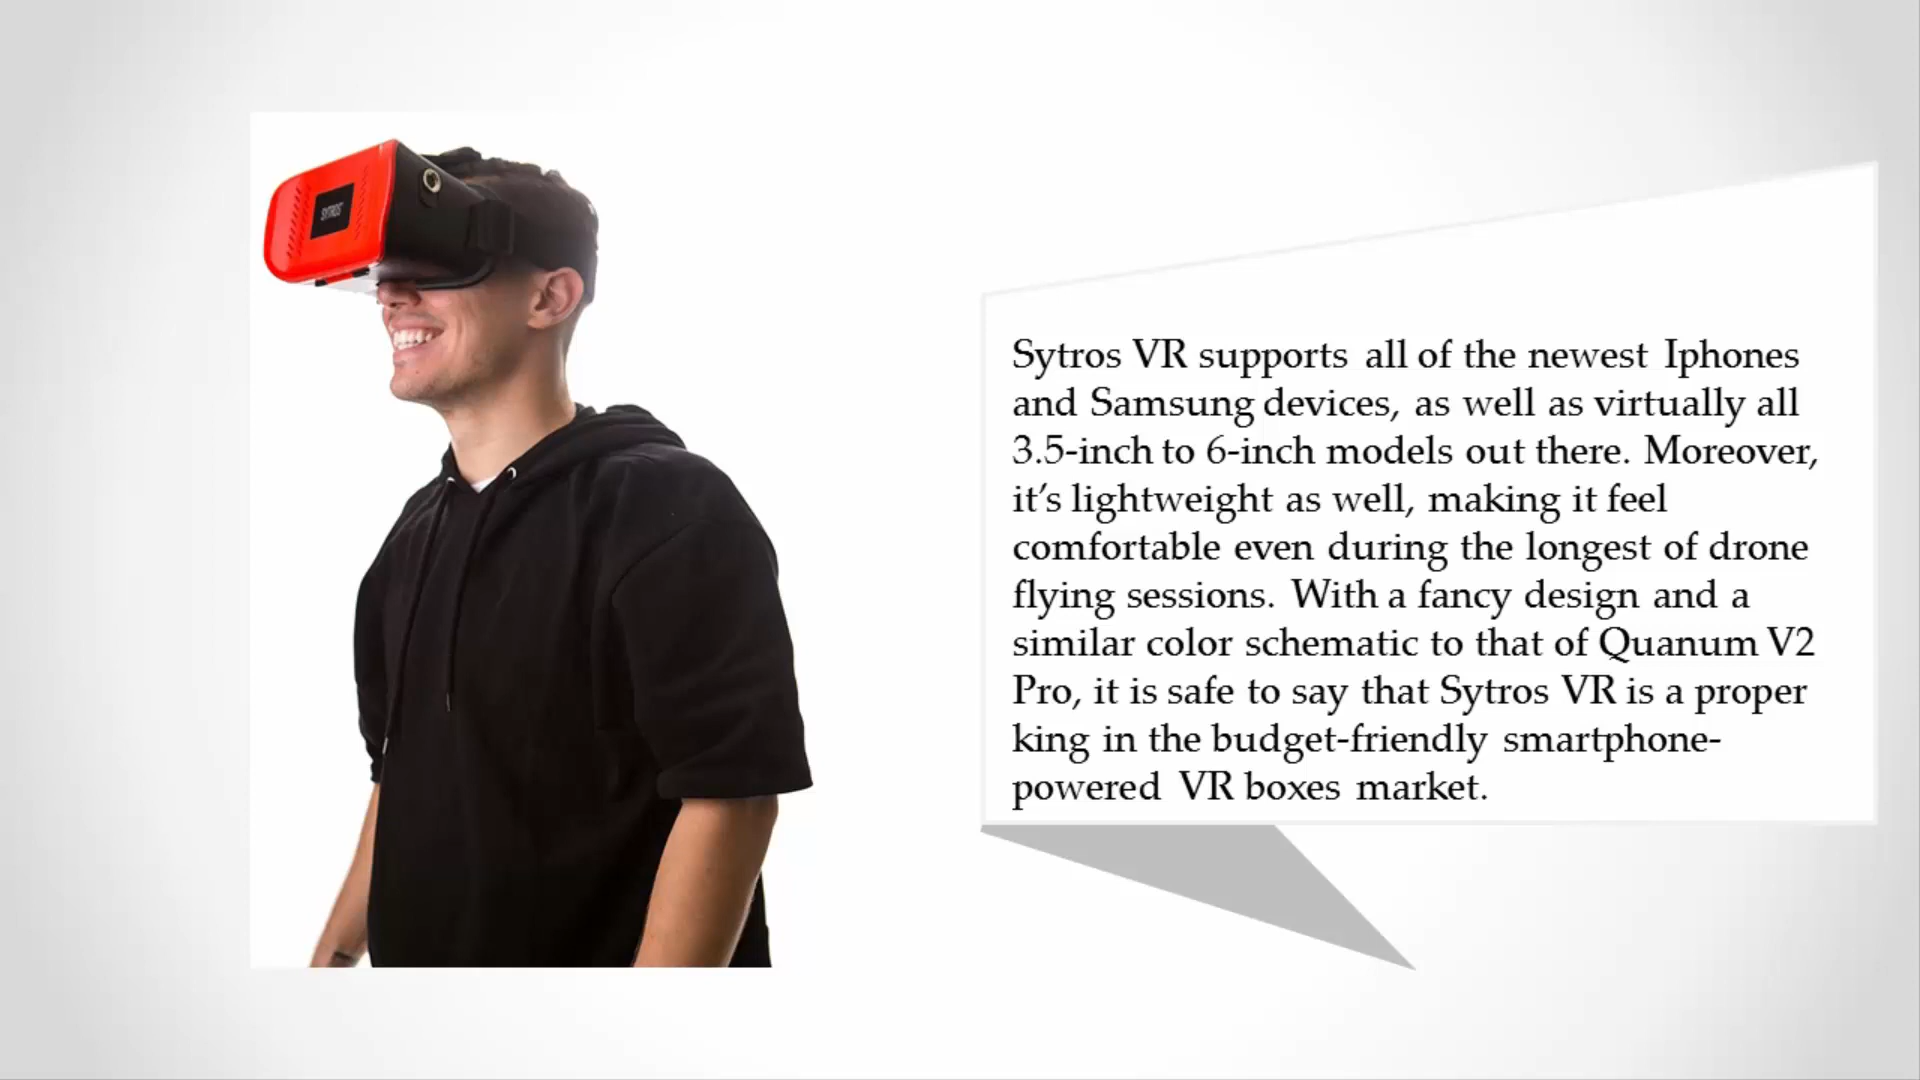 SYTROS
Sytros VR supports all of the newest Iphones
and Samsung devices, as well as virtually all
3.5-inch to 6-inch models out there. Moreover,
it’s lightweight as well, making it feel
comfortable even during the longest of drone
flying sessions. With a fancy design and a
similar color schematic to that of Quanum V2
Pro, it is safe to say that Sytros VR is a proper
king in the budget-friendly smartphone-
powered VR boxes market.